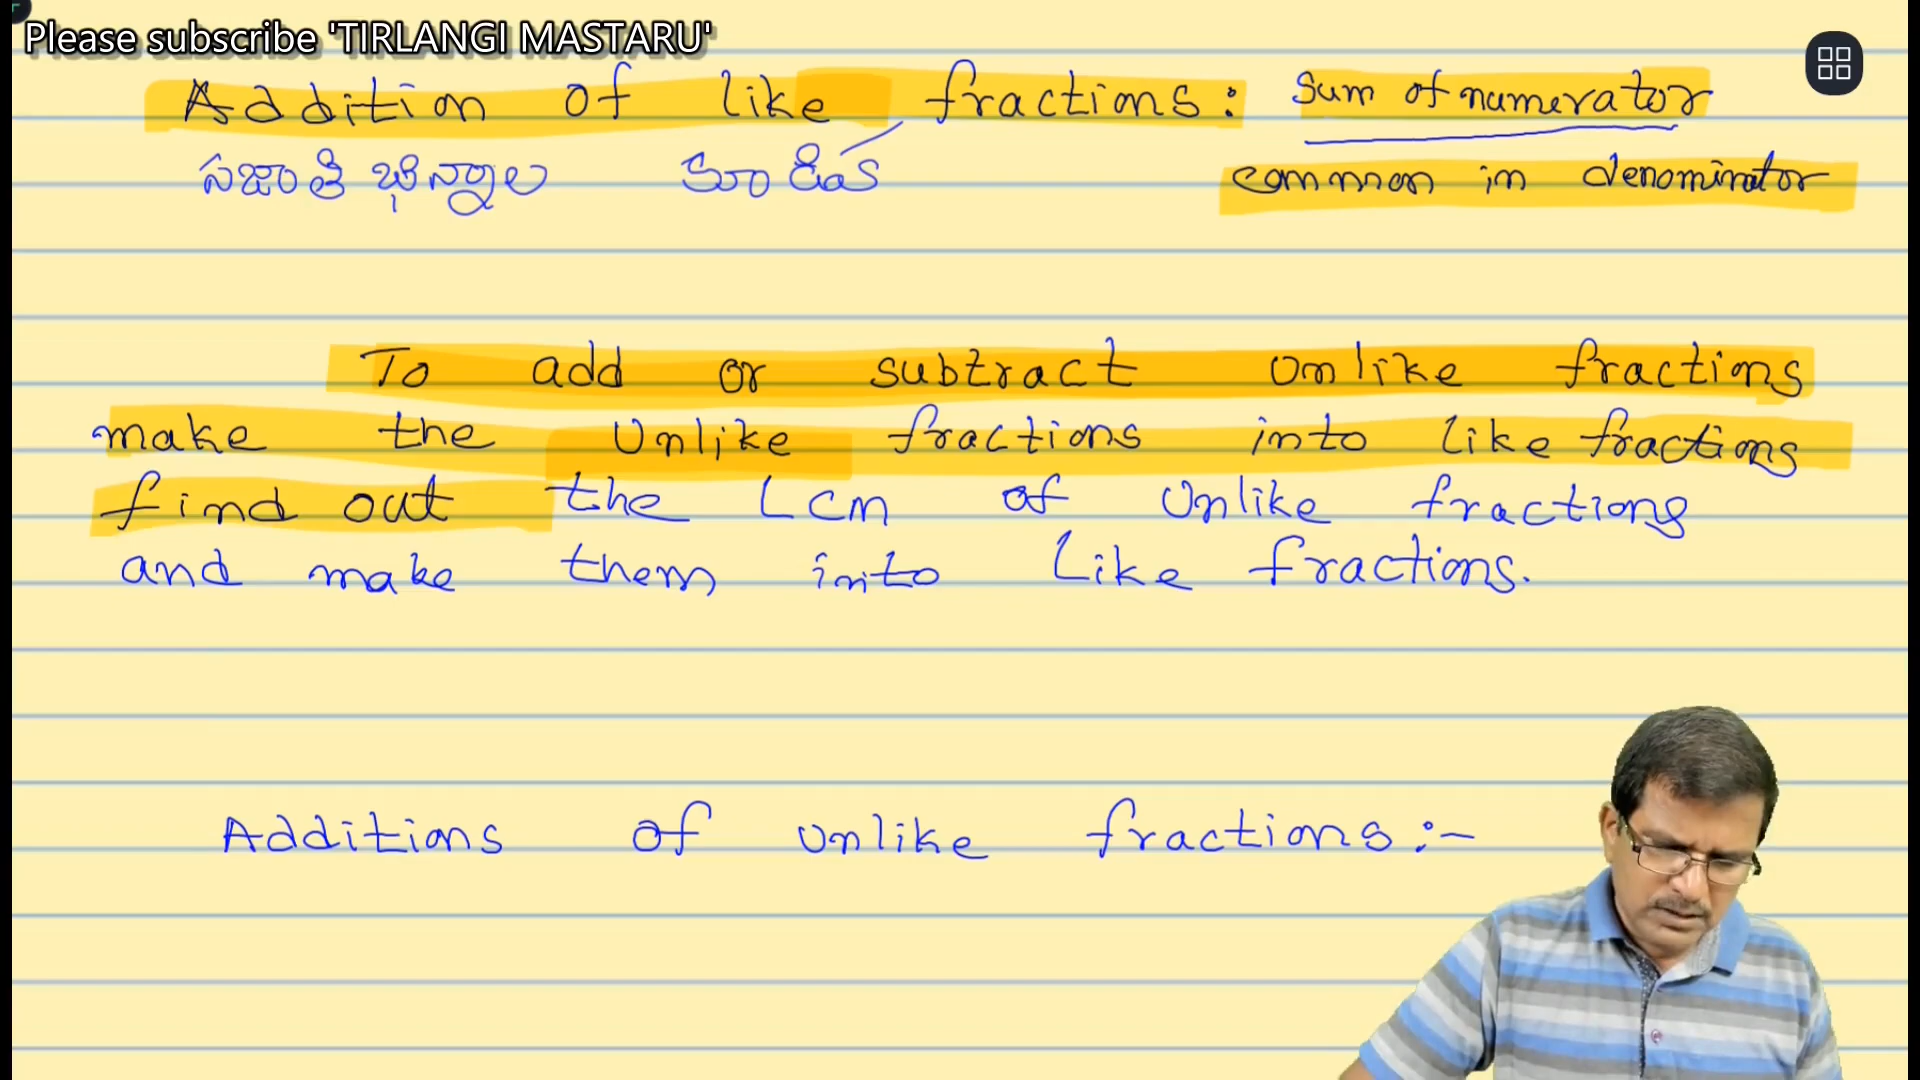 Please subscribe 'TIRLANGI MASTARU'
Addition of like fractions: Sum of numerator
సజాతి భిన్నాల కూడిక common in denominator
To add or subtract unlike fractions
make the Unlike fractions into like fractions
find out the Lcm of Unlike fractions
and make them into Like fractions.
Additions of Unlike fractions:-